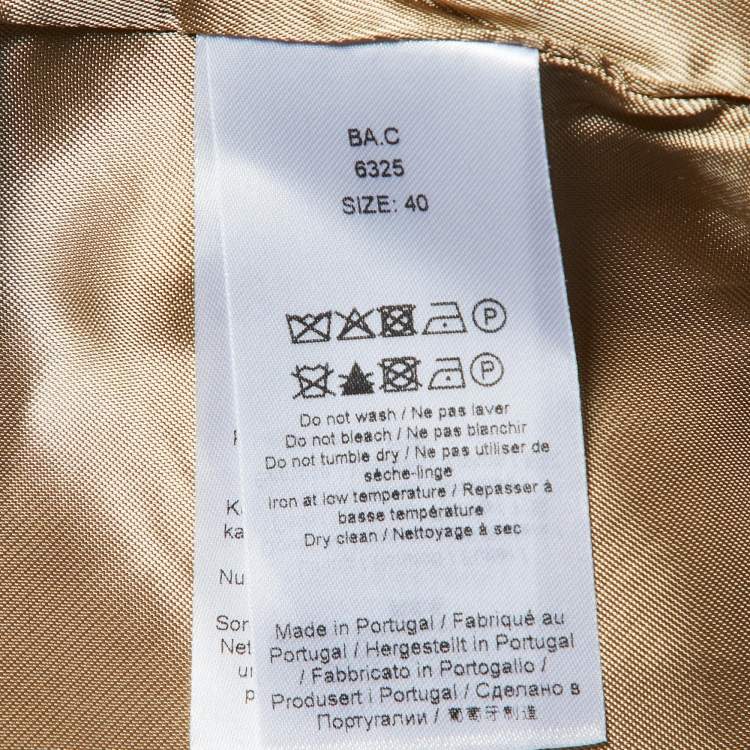 BA.C
6325
SIZE: 40
P
P
Do not wash / Ne pas laver
Do not bleach / Ne pas blanchir
Do not tumble dry / Ne pas utiliser de
sèche-linge
Iron at low temperature / Repasser à
basse température
Dry clean / Nettoyage à sec
Made in Portugal / Fabriqué au
Portugal / Hergestellt in Portugal
/ Fabbricato in Portogallo /
Produsert i Portugal / Сделано в
Португалии / 葡萄牙制造